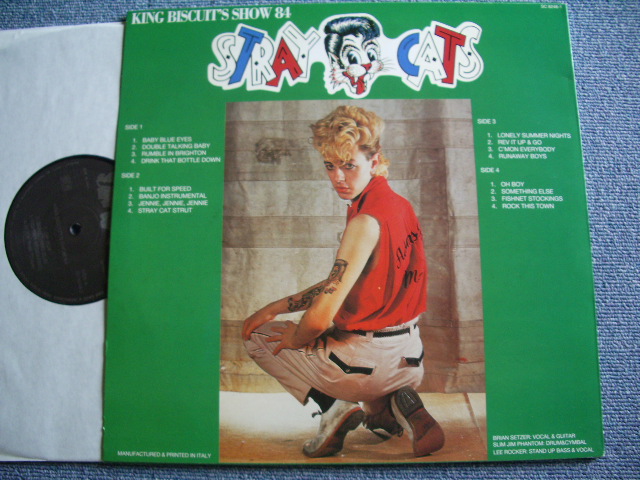 KING BISCUIT'S SHOW 84
STRAY CATS
SIDE 1
1. BABY BLUE EYES
2. DOUBLE TALKING BABY
3. RUMBLE IN BRIGHTON
4. DRINK THAT BOTTLE DOWN
SIDE 2
1. BUILT FOR SPEED
2. BANJO INSTRUMENTAL
3. JENNIE, JENNIE, JENNIE
4. STRAY CAT STRUT
SIDE 3
1. LONELY SUMMER NIGHTS
2. REV IT UP & GO
3. C'MON EVERYBODY
4. RUNAWAY BOYS
SIDE 4
1. OH BOY
2. SOMETHING ELSE
3. FISHNET STOCKINGS
4. ROCK THIS TOWN
MANUFACTURED & PRINTED IN ITALY
BRIAN SETZER: VOCAL & GUITAR
SLIM JIM PHANTOM: DRUM&CYMBAL
LEE ROCKER: STAND UP BASS & VOCAL